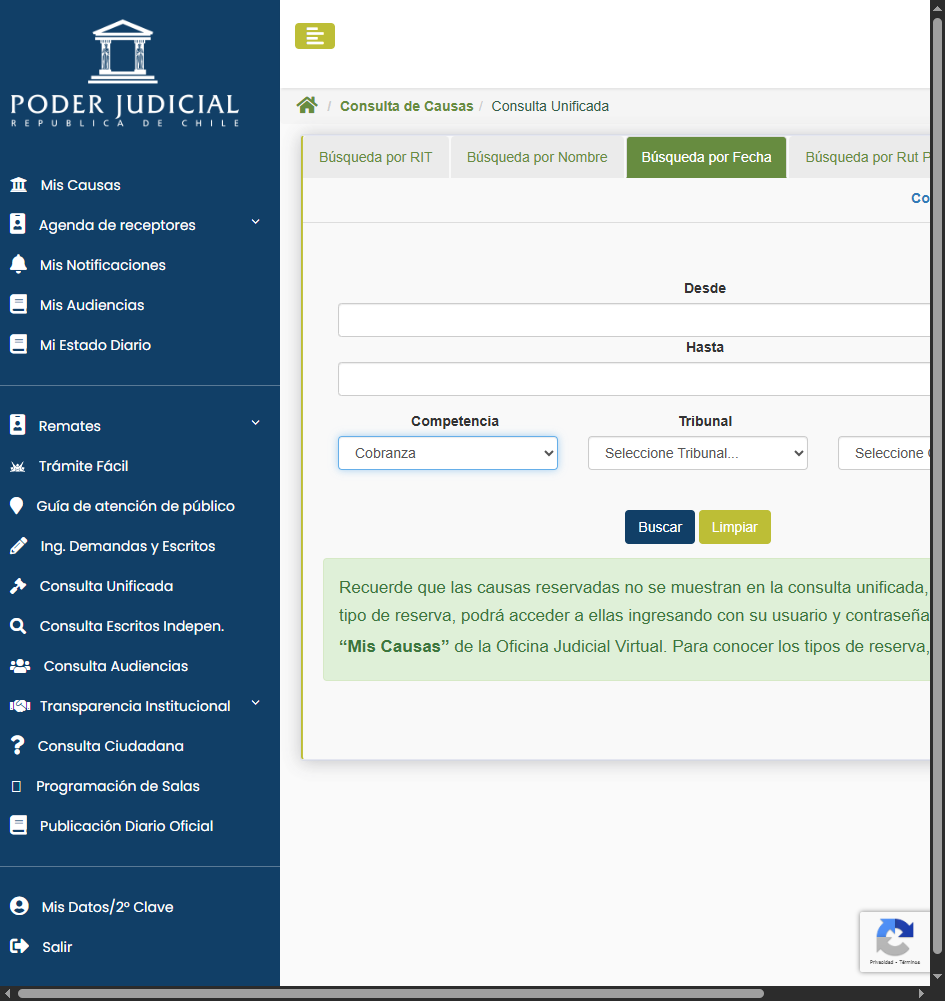 PODER JUDICIAL
REPUBLICA DE CHILE
Mis Causas
Agenda de receptores
Mis Notificaciones
Mis Audiencias
Mi Estado Diario
Remates
Trámite Fácil
Guía de atención de público
Ing. Demandas y Escritos
Consulta Unificada
Consulta Escritos Indepen.
Consulta Audiencias
Transparencia Institucional
Consulta Ciudadana
Programación de Salas
Publicación Diario Oficial
Mis Datos/2º Clave
Salir
/ Consulta de Causas / Consulta Unificada
Búsqueda por RIT Búsqueda por Nombre Búsqueda por Fecha Búsqueda por Rut P
Co
Desde
Hasta
Competencia Tribunal
Cobranza Seleccione Tribunal... Seleccione
Buscar Limpiar
Recuerde que las causas reservadas no se muestran en la consulta unificada,
tipo de reserva, podrá acceder a ellas ingresando con su usuario y contraseña
“Mis Causas” de la Oficina Judicial Virtual. Para conocer los tipos de reserva,
Privacidad - Términos